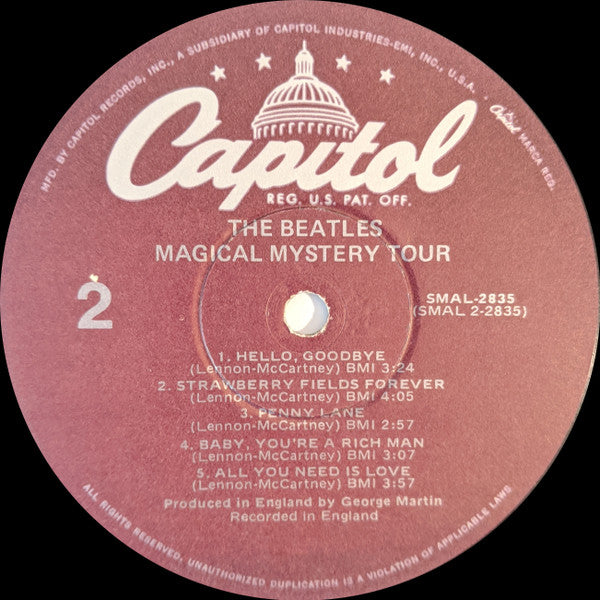 MFD. BY CAPITOL RECORDS, INC., A SUBSIDIARY OF CAPITOL INDUSTRIES-EMI, INC., U.S.A. • Capitol MARCA REG.
Capitol
REG. U.S. PAT. OFF.
THE BEATLES
MAGICAL MYSTERY TOUR
2
SMAL-2835
(SMAL 2-2835)
1. HELLO, GOODBYE
(Lennon-McCartney) BMI 3:24
2. STRAWBERRY FIELDS FOREVER
(Lennon-McCartney) BMI 4:05
3. PENNY LANE
(Lennon-McCartney) BMI 2:57
4. BABY, YOU'RE A RICH MAN
(Lennon-McCartney) BMI 3:07
5. ALL YOU NEED IS LOVE
(Lennon-McCartney) BMI 3:57
Produced in England by George Martin
Recorded in England
ALL RIGHTS RESERVED. UNAUTHORIZED DUPLICATION IS A VIOLATION OF APPLICABLE LAWS